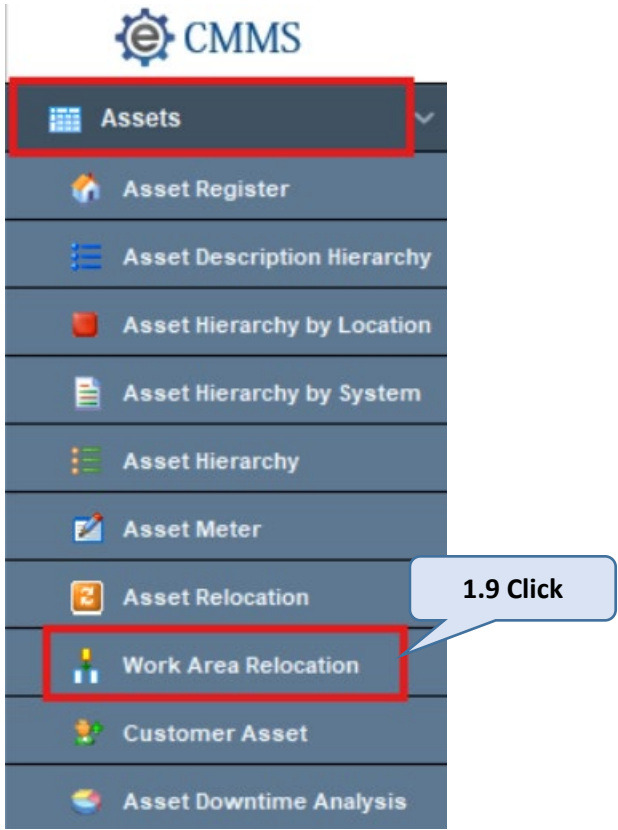 e CMMS
Assets
Asset Register
Asset Description Hierarchy
Asset Hierarchy by Location
Asset Hierarchy by System
Asset Hierarchy
Asset Meter
Asset Relocation
1.9 Click
Work Area Relocation
Customer Asset
Asset Downtime Analysis